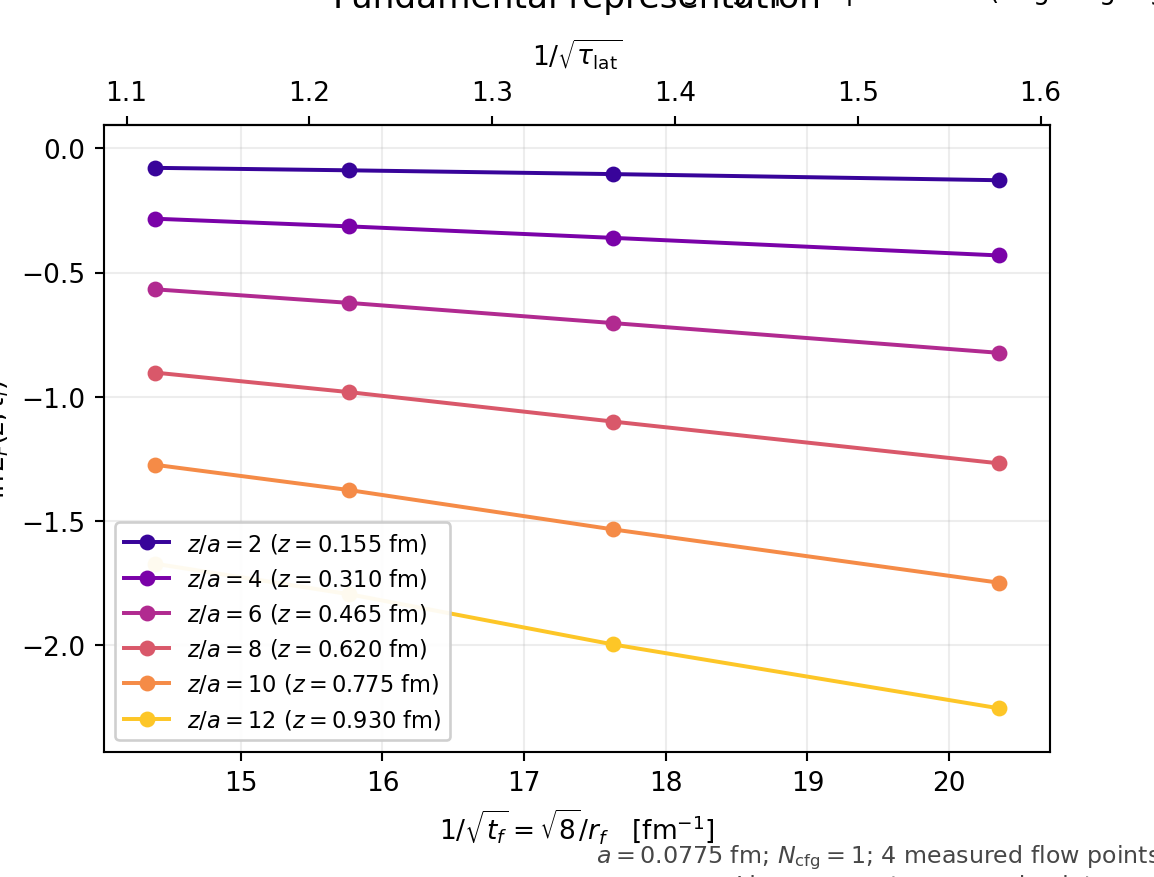 Fundamental representation
1/√τ_lat
1.1 1.2 1.3 1.4 1.5 1.6
0.0
−0.5
−1.0
−1.5
−2.0
z/a = 2 (z = 0.155 fm)
z/a = 4 (z = 0.310 fm)
z/a = 6 (z = 0.465 fm)
z/a = 8 (z = 0.620 fm)
z/a = 10 (z = 0.775 fm)
z/a = 12 (z = 0.930 fm)
15 16 17 18 19 20
1/√t_f = √8/r_f [fm⁻¹]
a = 0.0775 fm; N_cfg = 1; 4 measured flow points